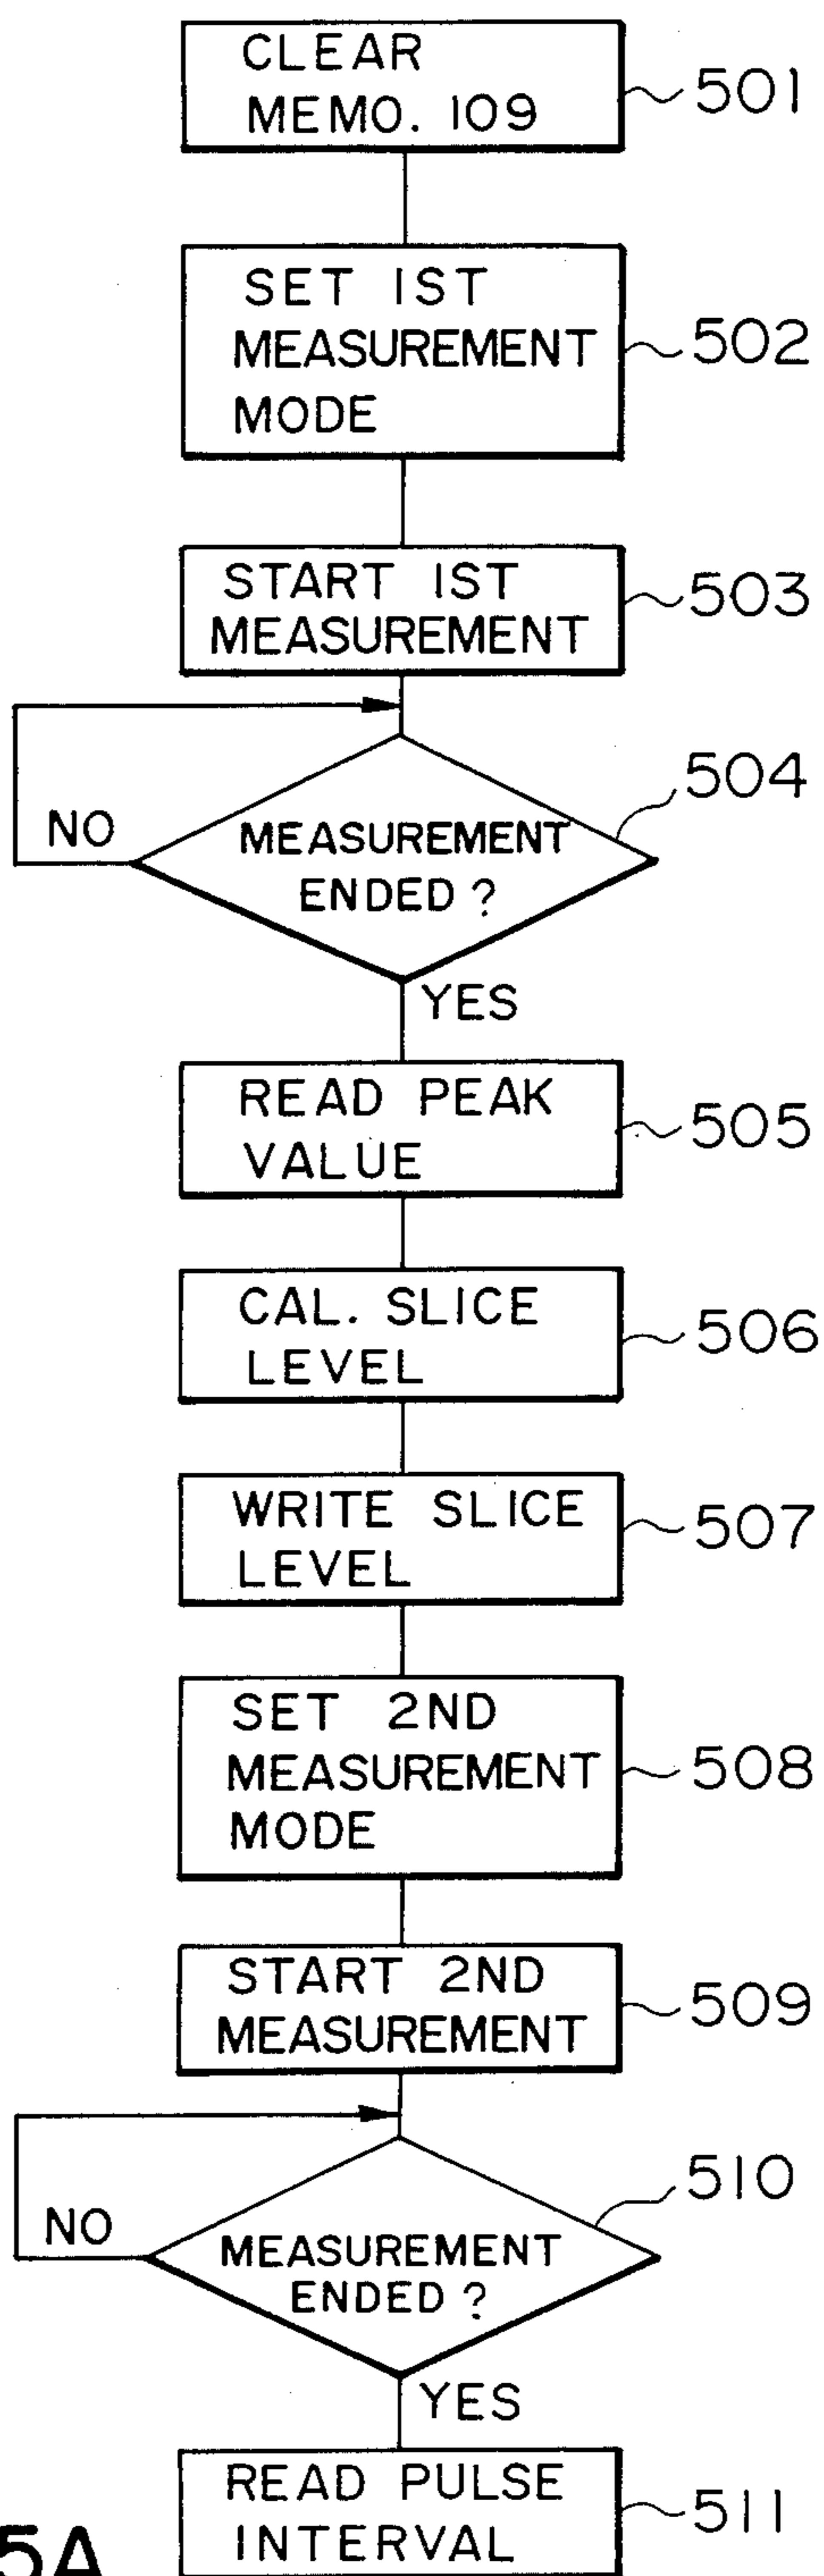 CLEAR
MEMO. 109
501
SET 1ST
MEASUREMENT
MODE
502
START 1ST
MEASUREMENT
503
504
NO
MEASUREMENT
ENDED ?
YES
READ PEAK
VALUE
505
CAL. SLICE
LEVEL
506
WRITE SLICE
LEVEL
507
SET 2ND
MEASUREMENT
MODE
508
START 2ND
MEASUREMENT
509
510
NO
MEASUREMENT
ENDED ?
YES
READ PULSE
INTERVAL
511
5A